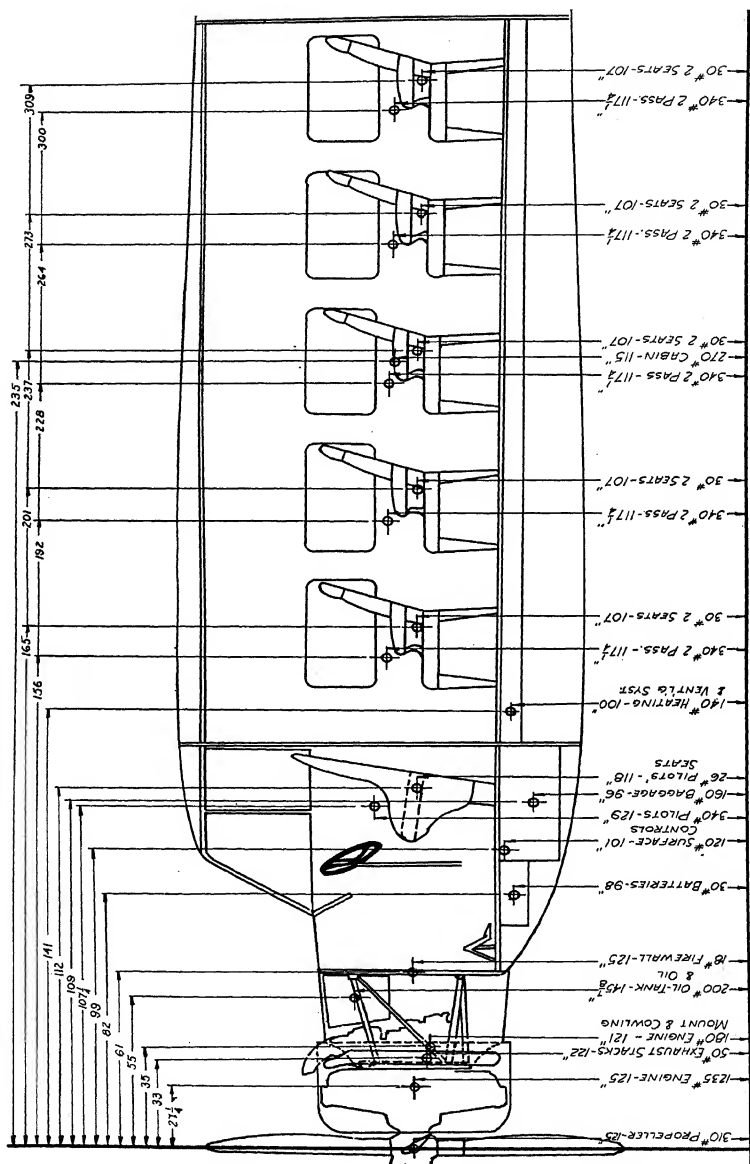 30# 2 SEATS-107"
340# 2 PASS.-117½"
30# 2 SEATS-107"
340# 2 PASS.-117½"
30# 2 SEATS-107"
270# CABIN-115"
340# 2 PASS-117½"
30# 2 SEATS-107"
340# 2 PASS-117½"
30# 2 SEATS-107"
340# 2 PASS.-117½"
140# HEATING-100"
& VENT'L'G SYST.
26# PILOTS'-118"
SEATS
160# BAGGAGE-96"
340# PILOTS-129"
120# SURFACE-101"
CONTROLS
30# BATTERIES-98"
18# FIREWALL-125"
200# OIL-TANK-145⅞"
& OIL
180# ENGINE - 121"
MOUNT & COWLING
50# EXHAUST STACKS-122"
1235# ENGINE-125"
310# PROPELLER-125"
309
300
273
264
235
237
228
201
192
165
156
141
112
109
107½
99
82
61
55
35
33
27¼